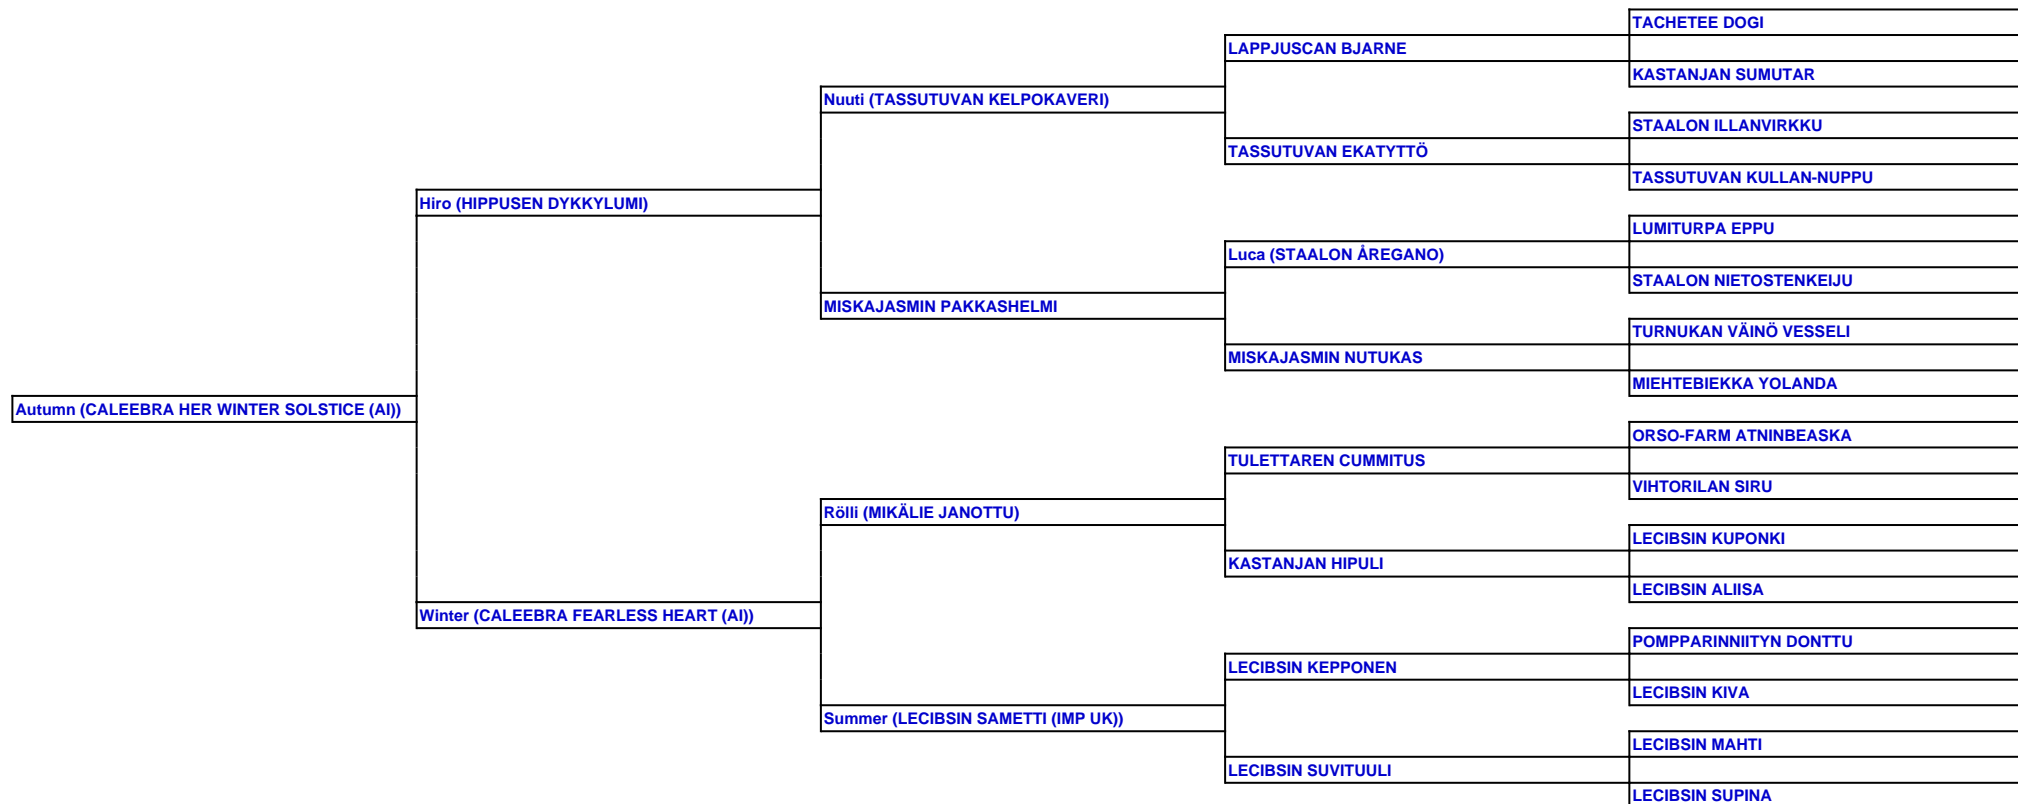 TACHETEE DOGI
LAPPJUSCAN BJARNE
KASTANJAN SUMUTAR
Nuuti (TASSUTUVAN KELPOKAVERI)
STAALON ILLANVIRKKU
TASSUTUVAN EKATYTTÖ
TASSUTUVAN KULLAN-NUPPU
Hiro (HIPPUSEN DYKKYLUMI)
LUMITURPA EPPU
Luca (STAALON ÅREGANO)
STAALON NIETOSTENKEIJU
MISKAJASMIN PAKKASHELMI
TURNUKAN VÄINÖ VESSELI
MISKAJASMIN NUTUKAS
MIEHTEBIEKKA YOLANDA
Autumn (CALEEBRA HER WINTER SOLSTICE (AI))
ORSO-FARM ATNINBEASKA
TULETTAREN CUMMITUS
VIHTORILAN SIRU
Rölli (MIKÄLIE JANOTTU)
LECIBSIN KUPONKI
KASTANJAN HIPULI
LECIBSIN ALIISA
Winter (CALEEBRA FEARLESS HEART (AI))
POMPPARINNIITYN DONTTU
LECIBSIN KEPPONEN
LECIBSIN KIVA
Summer (LECIBSIN SAMETTI (IMP UK))
LECIBSIN MAHTI
LECIBSIN SUVITUULI
LECIBSIN SUPINA